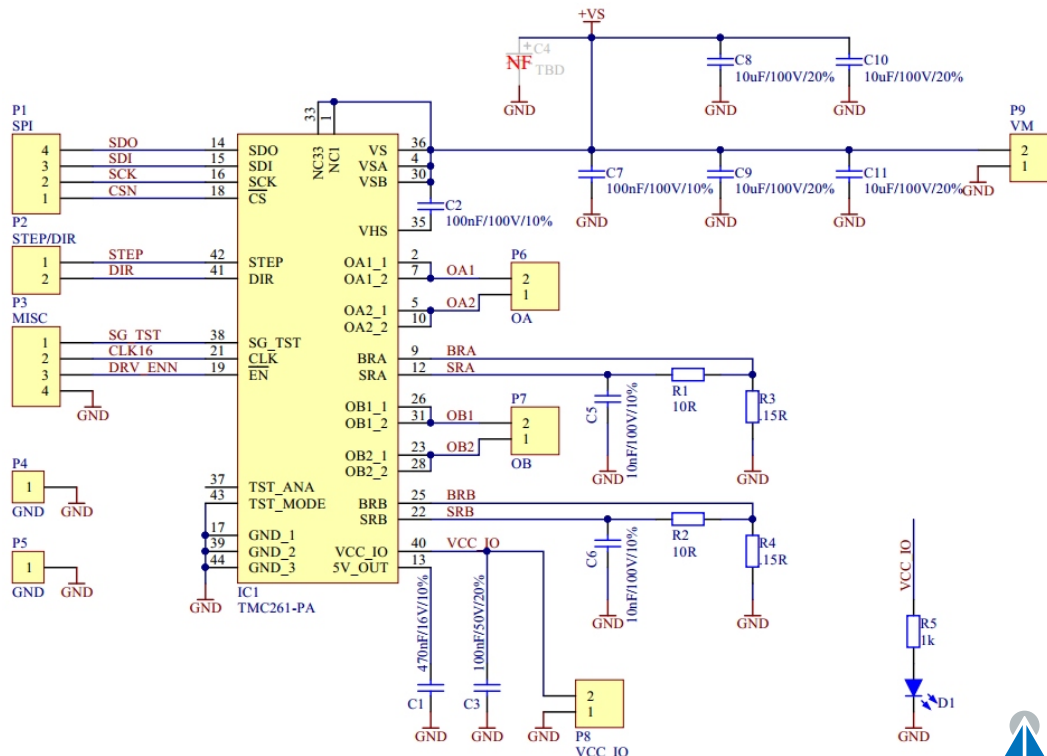 +VS
C4
NF
TBD
GND
C8
10uF/100V/20%
GND
C10
10uF/100V/20%
GND
P1
SPI
4
3
2
1
SDO
SDI
SCK
CSN
14
15
16
18
33
1
NC33
NC1
SDO
SDI
SCK
CS
VS
VSA
VSB
36
4
30
C2
100nF/100V/10%
VHS
35
C7
100nF/100V/10%
GND
C9
10uF/100V/20%
GND
C11
10uF/100V/20%
GND
P9
VM
2
1
GND
P2
STEP/DIR
1
2
STEP
DIR
42
41
STEP
DIR
OA1_1
OA1_2
2
7
OA1
OA2_1
OA2_2
5
10
OA2
P6
2
1
OA
P3
MISC
1
2
3
4
SG_TST
CLK16
DRV_ENN
GND
38
21
19
SG_TST
CLK
EN
BRA
SRA
9
12
BRA
SRA
C5
10nF/100V/10%
GND
R1
10R
R3
.15R
GND
OB1_1
OB1_2
26
31
OB1
OB2_1
OB2_2
23
28
OB2
P7
2
1
OB
P4
1
GND
GND
P5
1
GND
GND
37
43
TST_ANA
TST_MODE
17
39
44
GND_1
GND_2
GND_3
GND
BRB
SRB
25
22
BRB
SRB
C6
10nF/100V/10%
GND
R2
10R
R4
.15R
GND
VCC_IO
5V_OUT
40
13
VCC_IO
IC1
TMC261-PA
470nF/16V/10%
C1
GND
100nF/50V/20%
C3
GND
GND
2
1
P8
VCC_IO
VCC_IO
R5
1k
D1
GND